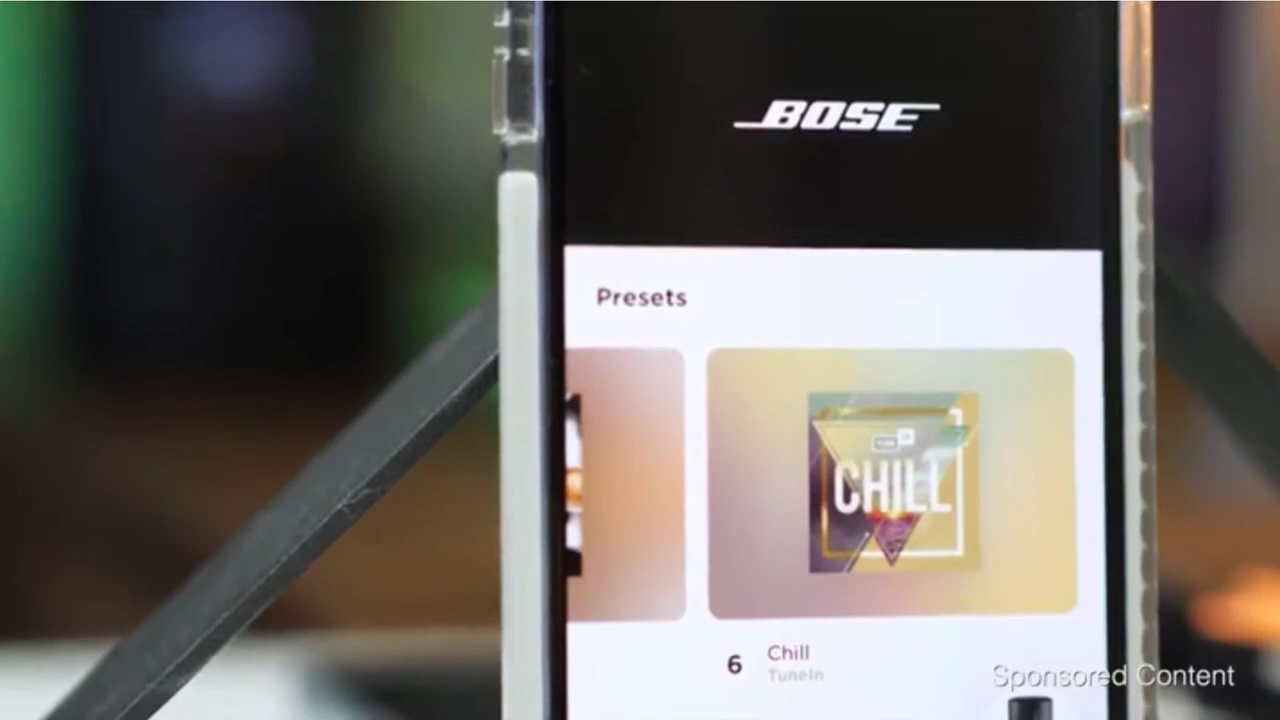 BOSE
Presets
CHILL
6 Chill
TuneIn
Sponsored Content